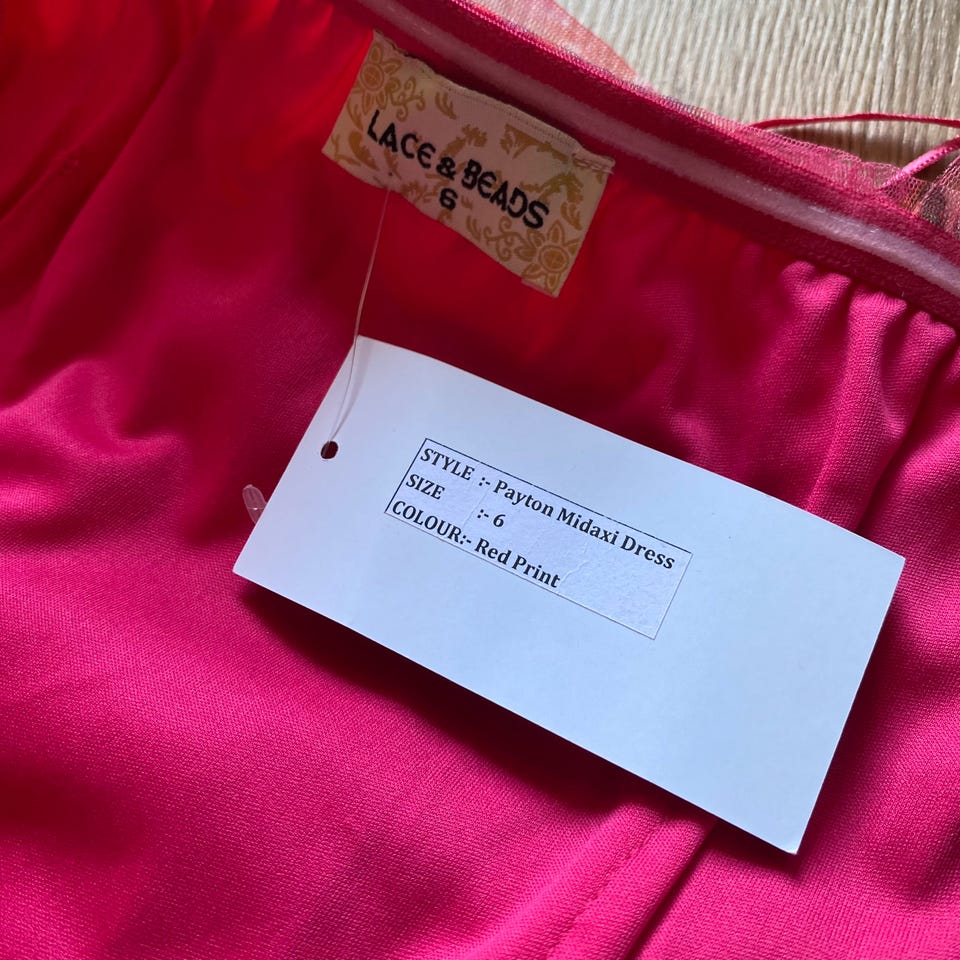 LACE & BEADS
6
STYLE :- Payton Midaxi Dress
SIZE :- 6
COLOUR:- Red Print